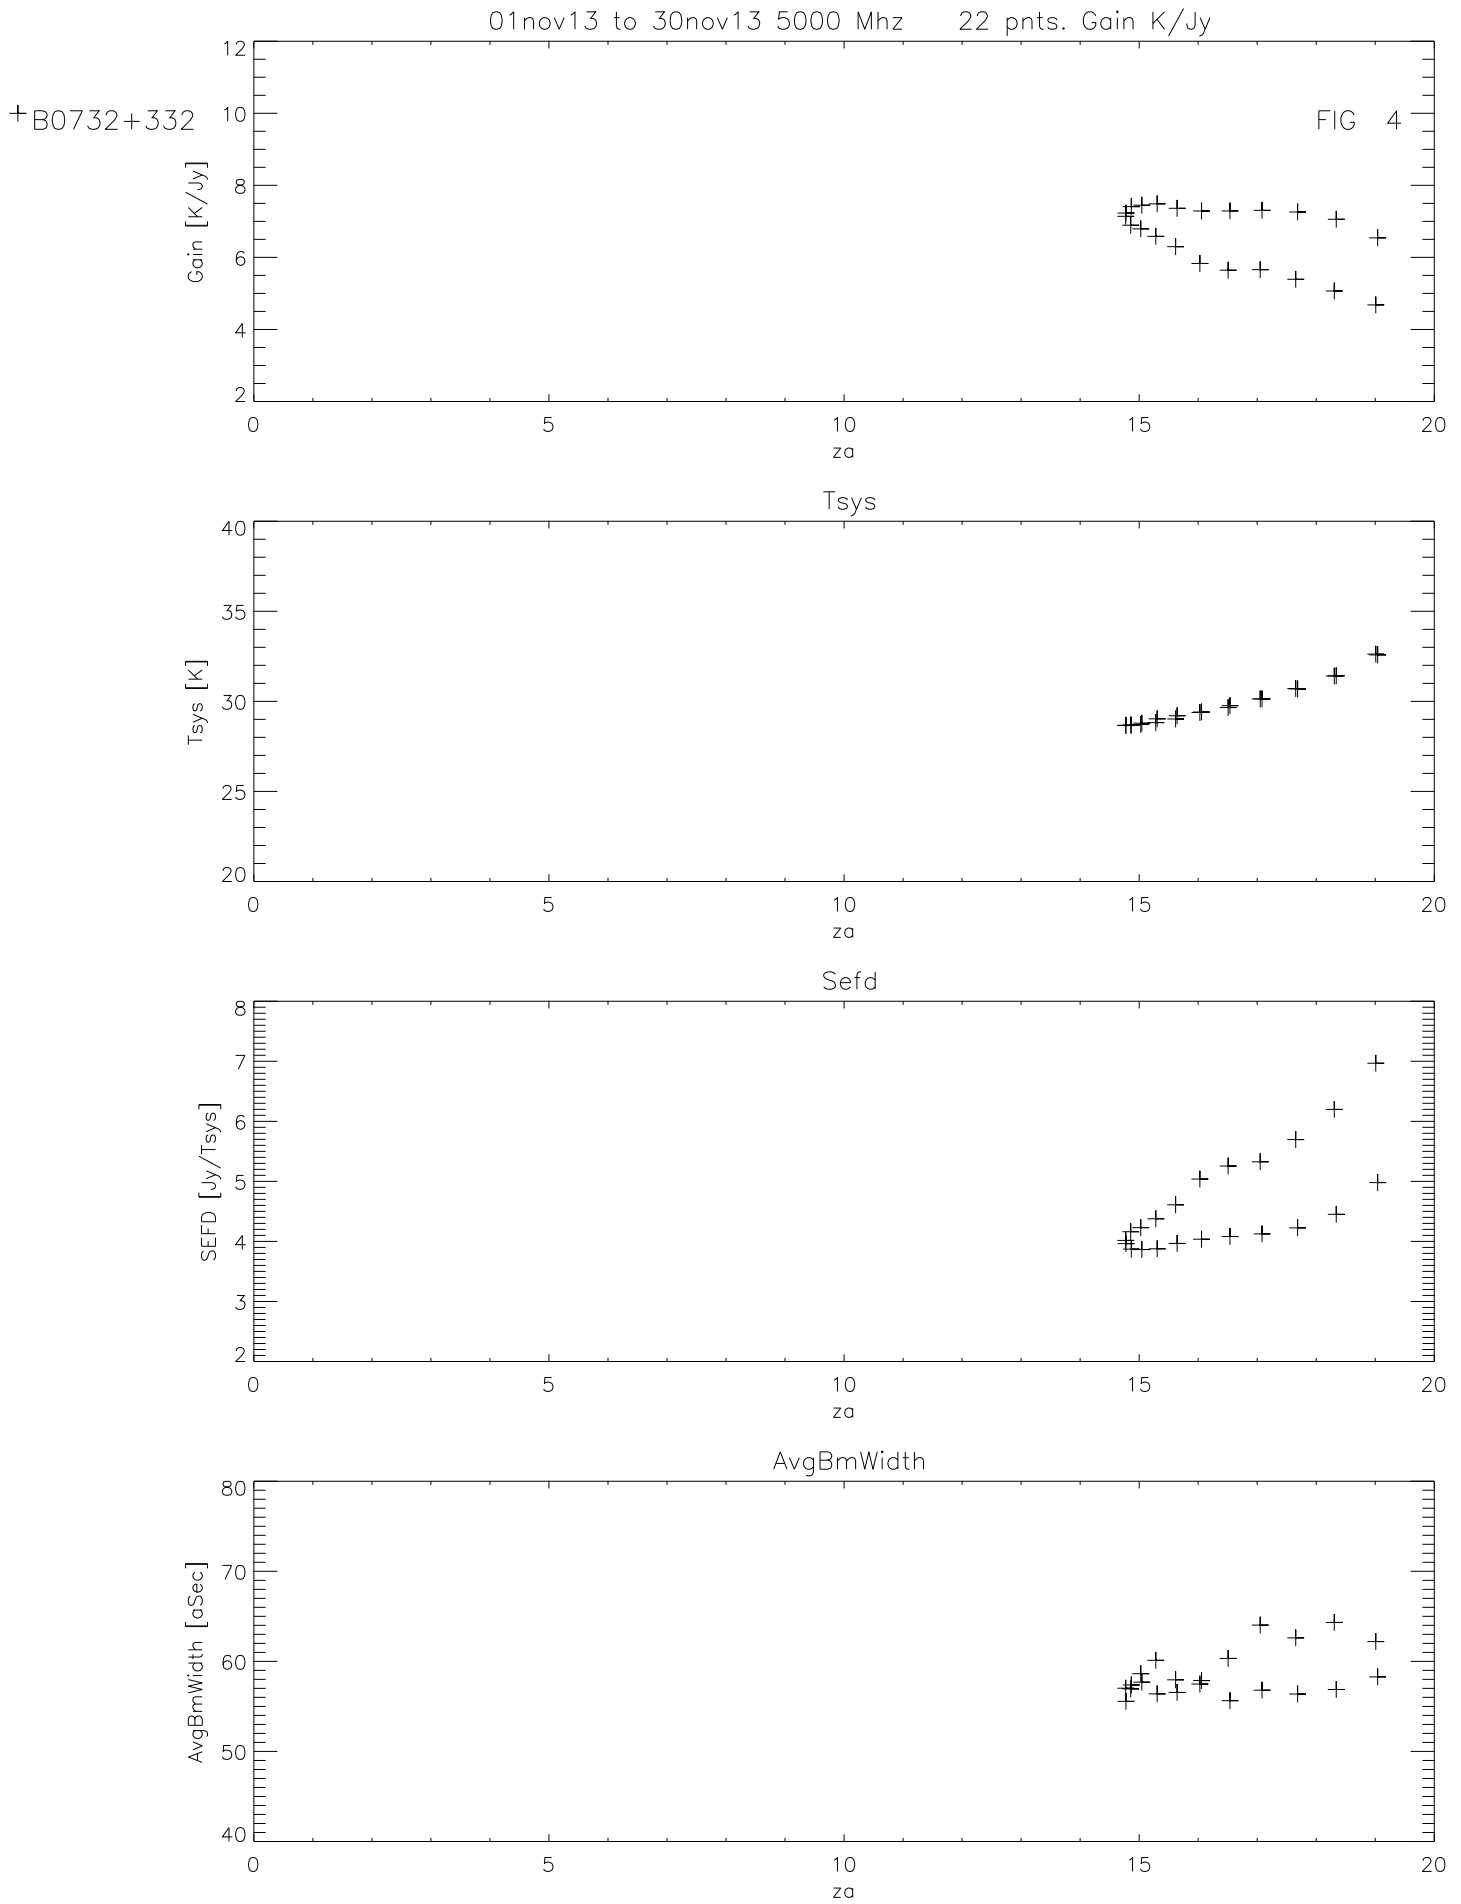 01nov13 to 30nov13 5000 Mhz 22 pnts. Gain K/Jy
+B0732+332
FIG 4
Gain [K/Jy]
12
10
8
6
4
2
0 5 10 15 20
za
Tsys
Tsys [K]
40
35
30
25
20
0 5 10 15 20
za
Sefd
SEFD [Jy/Tsys]
8
7
6
5
4
3
2
0 5 10 15 20
za
AvgBmWidth
AvgBmWidth [aSec]
80
70
60
50
40
0 5 10 15 20
za